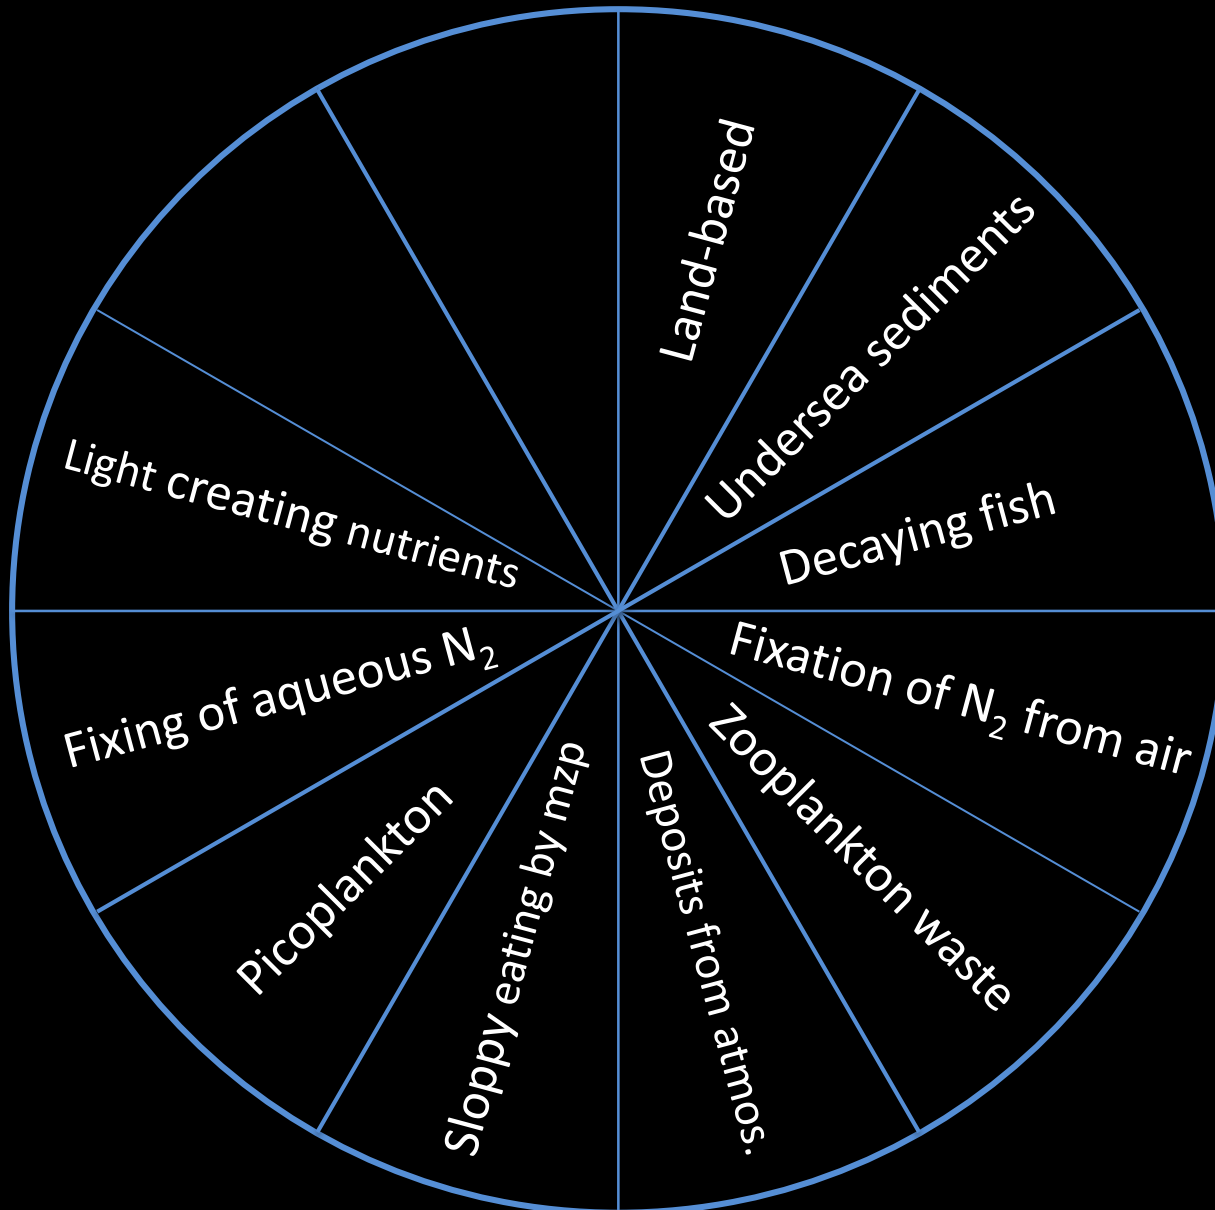 Land-based
Undersea sediments
Decaying fish
Fixation of N₂ from air
Zooplankton waste
Deposits from atmos.
Sloppy eating by mzp
Picoplankton
Fixing of aqueous N₂
Light creating nutrients